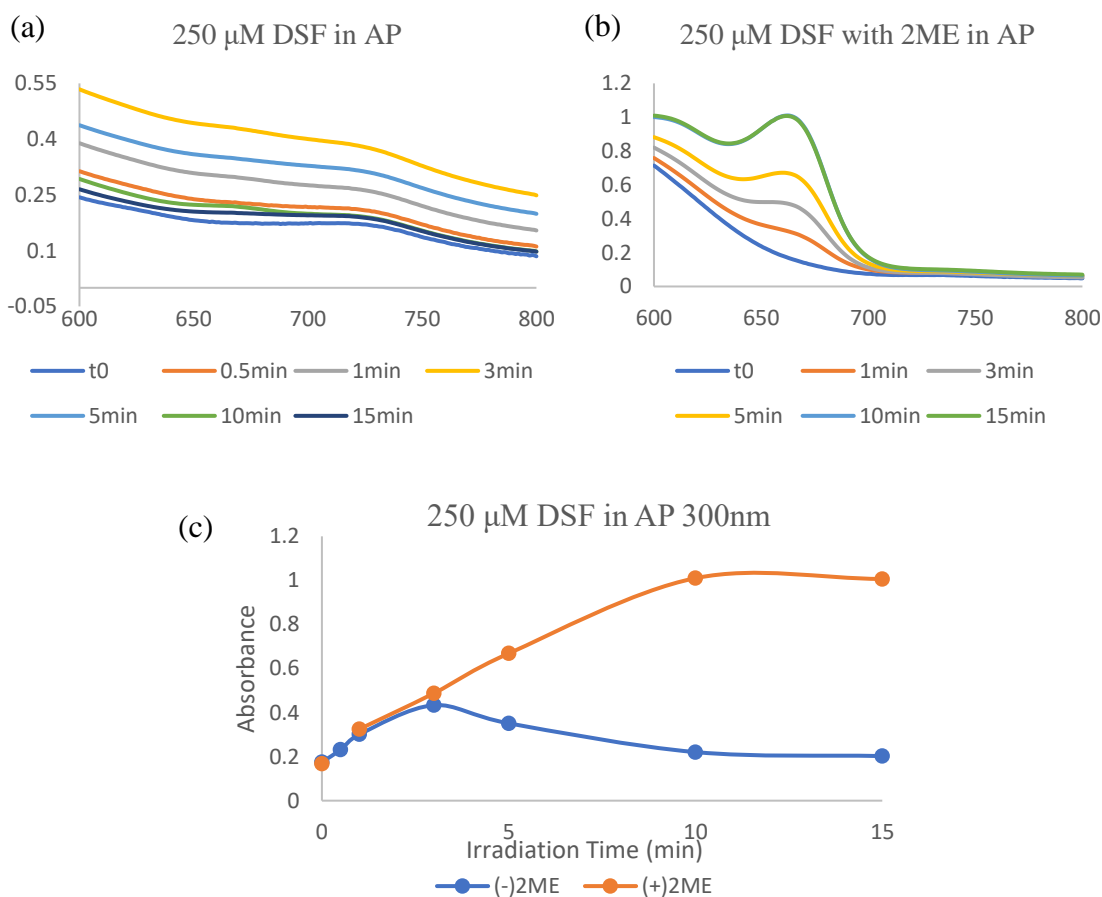 (a)
250 μM DSF in AP
0.55
0.4
0.25
0.1
-0.05
600 650 700 750 800
t0 0.5min 1min 3min
5min 10min 15min
(b)
250 μM DSF with 2ME in AP
1.2
1
0.8
0.6
0.4
0.2
0
600 650 700 750 800
t0 1min 3min
5min 10min 15min
(c)
250 μM DSF in AP 300nm
1.2
1
0.8
0.6
0.4
0.2
0
Absorbance
0 5 10 15
Irradiation Time (min)
(-)2ME (+)2ME